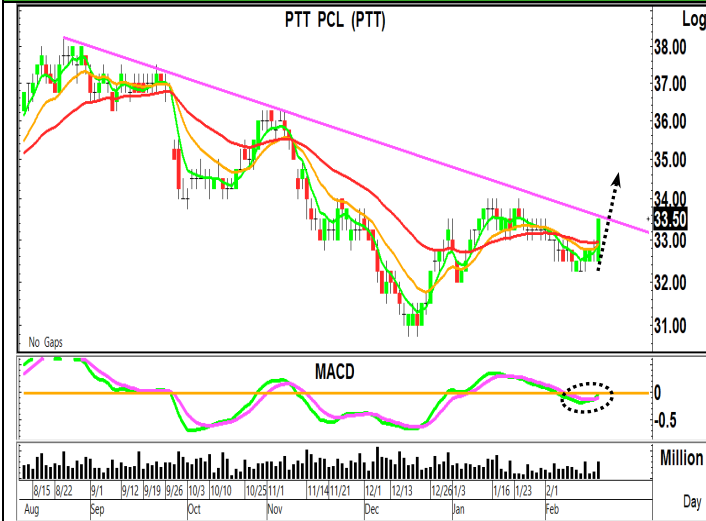 PTT PCL (PTT)
Log
38.00
37.00
36.00
35.00
34.00
33.50
33.00
32.00
31.00
No Gaps
MACD
0
-0.5
Million
8/15 8/22 9/1 9/12 9/19 9/26 10/3 10/10 10/25 11/1 11/14 11/21 12/1 12/13 12/26 1/3 1/16 1/23 2/1
Aug Sep Oct Nov Dec Jan Feb
Day